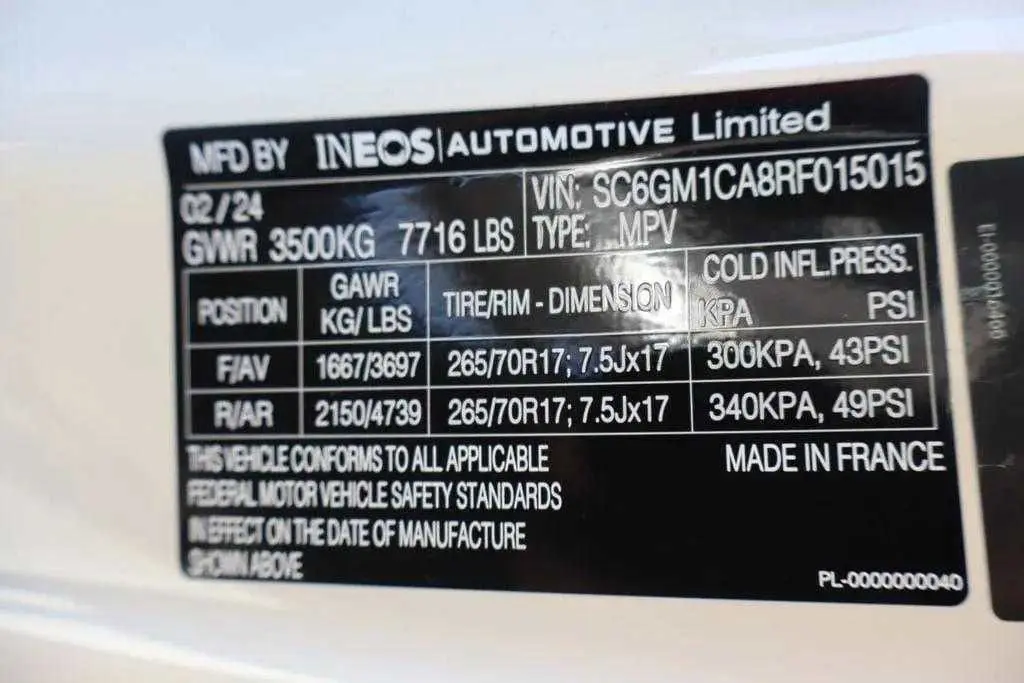 MFD BY INEOS | AUTOMOTIVE Limited
02/24
GVWR 3500KG 7716 LBS
VIN: SC6GM1CA8RF015015
TYPE: MPV
POSITION GAWR KG/LBS TIRE/RIM - DIMENSION COLD INFL.PRESS. KPA PSI
F/AV 1667/3697 265/70R17; 7.5Jx17 300KPA, 43PSI
R/AR 2150/4739 265/70R17; 7.5Jx17 340KPA, 49PSI
THIS VEHICLE CONFORMS TO ALL APPLICABLE
FEDERAL MOTOR VEHICLE SAFETY STANDARDS
IN EFFECT ON THE DATE OF MANUFACTURE
SHOWN ABOVE
MADE IN FRANCE
PL-0000000040